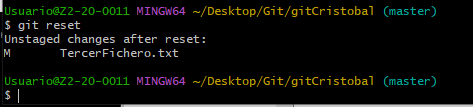 Usuario@Z2-20-0011 MINGW64 ~/Desktop/Git/gitCristobal (master)
$ git reset
Unstaged changes after reset:
M       TercerFichero.txt
Usuario@Z2-20-0011 MINGW64 ~/Desktop/Git/gitCristobal (master)
$